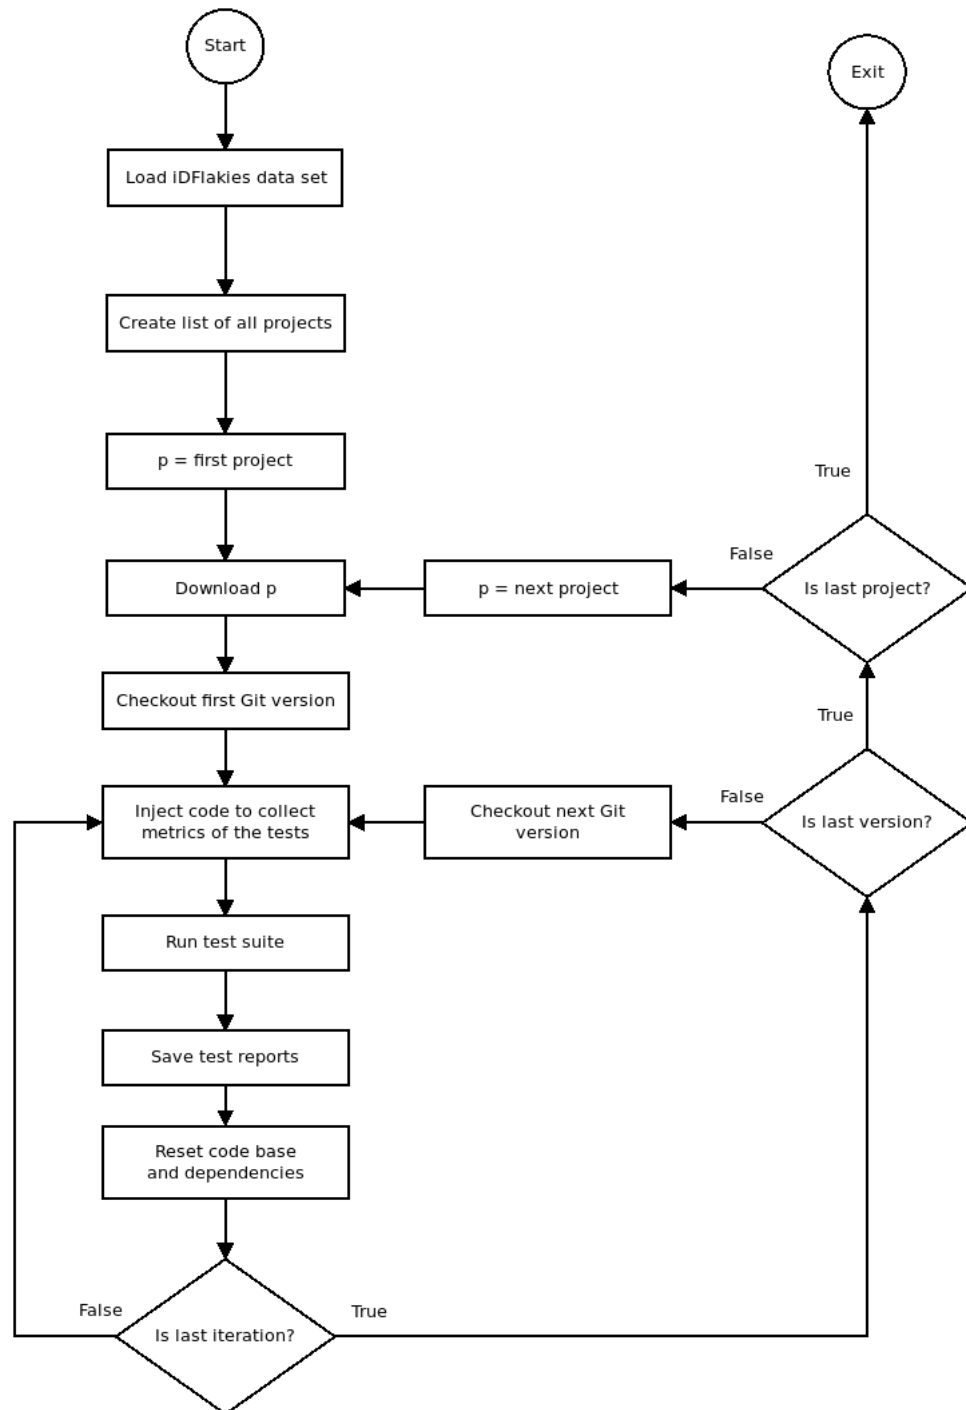 Start
Exit
Load iDFlakies data set
Create list of all projects
p = first project
True
False
Download p
p = next project
Is last project?
Checkout first Git version
True
False
Inject code to collect
metrics of the tests
Checkout next Git
version
Is last version?
Run test suite
Save test reports
Reset code base
and dependencies
False
True
Is last iteration?